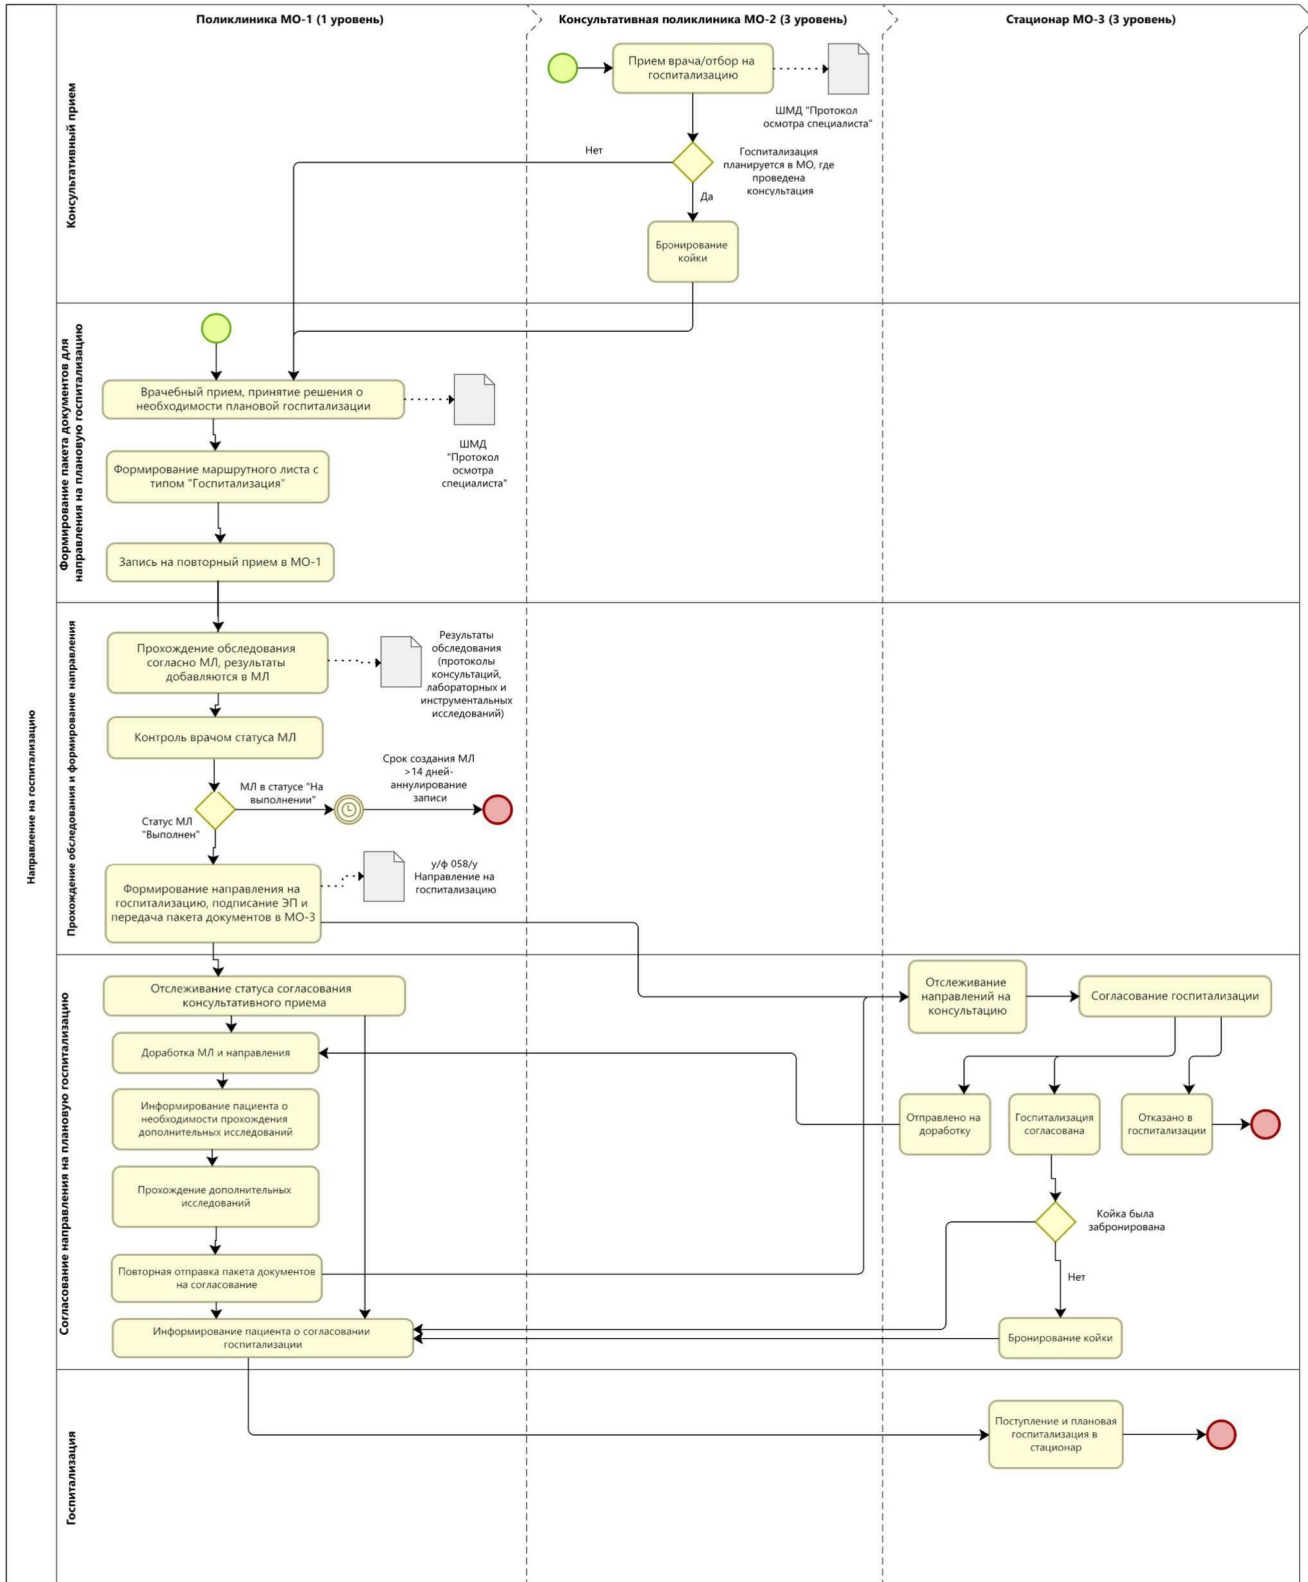 Поликлиника МО-1 (1 уровень)
Консультативная поликлиника МО-2 (3 уровень)
Стационар МО-3 (3 уровень)
Направление на госпитализацию
Консультативный прием
Прием врача/отбор на
госпитализацию
ШМД "Протокол
осмотра специалиста"
Нет
Госпитализация
планируется в МО, где
проведена
консультация
Да
Бронирование
койки
Формирование пакета документов для
направления на плановую госпитализацию
Врачебный прием, принятие решения о
необходимости плановой госпитализации
ШМД
"Протокол
осмотра
специалиста"
Формирование маршрутного листа с
типом "Госпитализация"
Запись на повторный прием в МО-1
Прохождение обследования и формирование направления
Прохождение обследования
согласно МЛ, результаты
добавляются в МЛ
Результаты
обследования
(протоколы
консультаций,
лабораторных и
инструментальных
исследований)
Контроль врачом статуса МЛ
МЛ в статусе "На
выполнении"
Срок создания МЛ
>14 дней-
аннулирование
записи
Статус МЛ
"Выполнен"
Формирование направления на
госпитализацию, подписание ЭП и
передача пакета документов в МО-3
у/ф 058/у
Направление на
госпитализацию
Согласование направления на плановую госпитализацию
Отслеживание статуса согласования
консультативного приема
Отслеживание
направлений на
консультацию
Согласование госпитализации
Доработка МЛ и направления
Информирование пациента о
необходимости прохождения
дополнительных исследований
Отправлено на
доработку
Госпитализация
согласована
Отказано в
госпитализации
Прохождение дополнительных
исследований
Койка была
забронирована
Повторная отправка пакета документов
на согласование
Нет
Информирование пациента о согласовании
госпитализации
Бронирование койки
Госпитализация
Поступление и плановая
госпитализация в
стационар